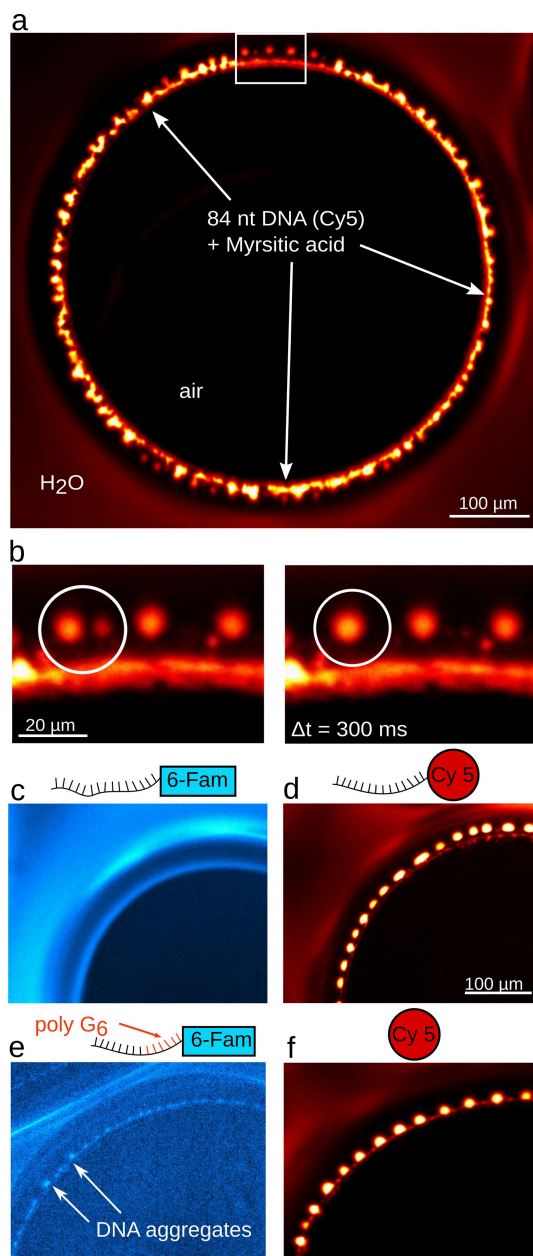 a
84 nt DNA (Cy5)
+ Myrsitic acid
air
H2O
100 µm
b
20 µm
Δt = 300 ms
c
6-Fam
d
Cy 5
100 µm
e
poly G6
6-Fam
f
Cy 5
DNA aggregates